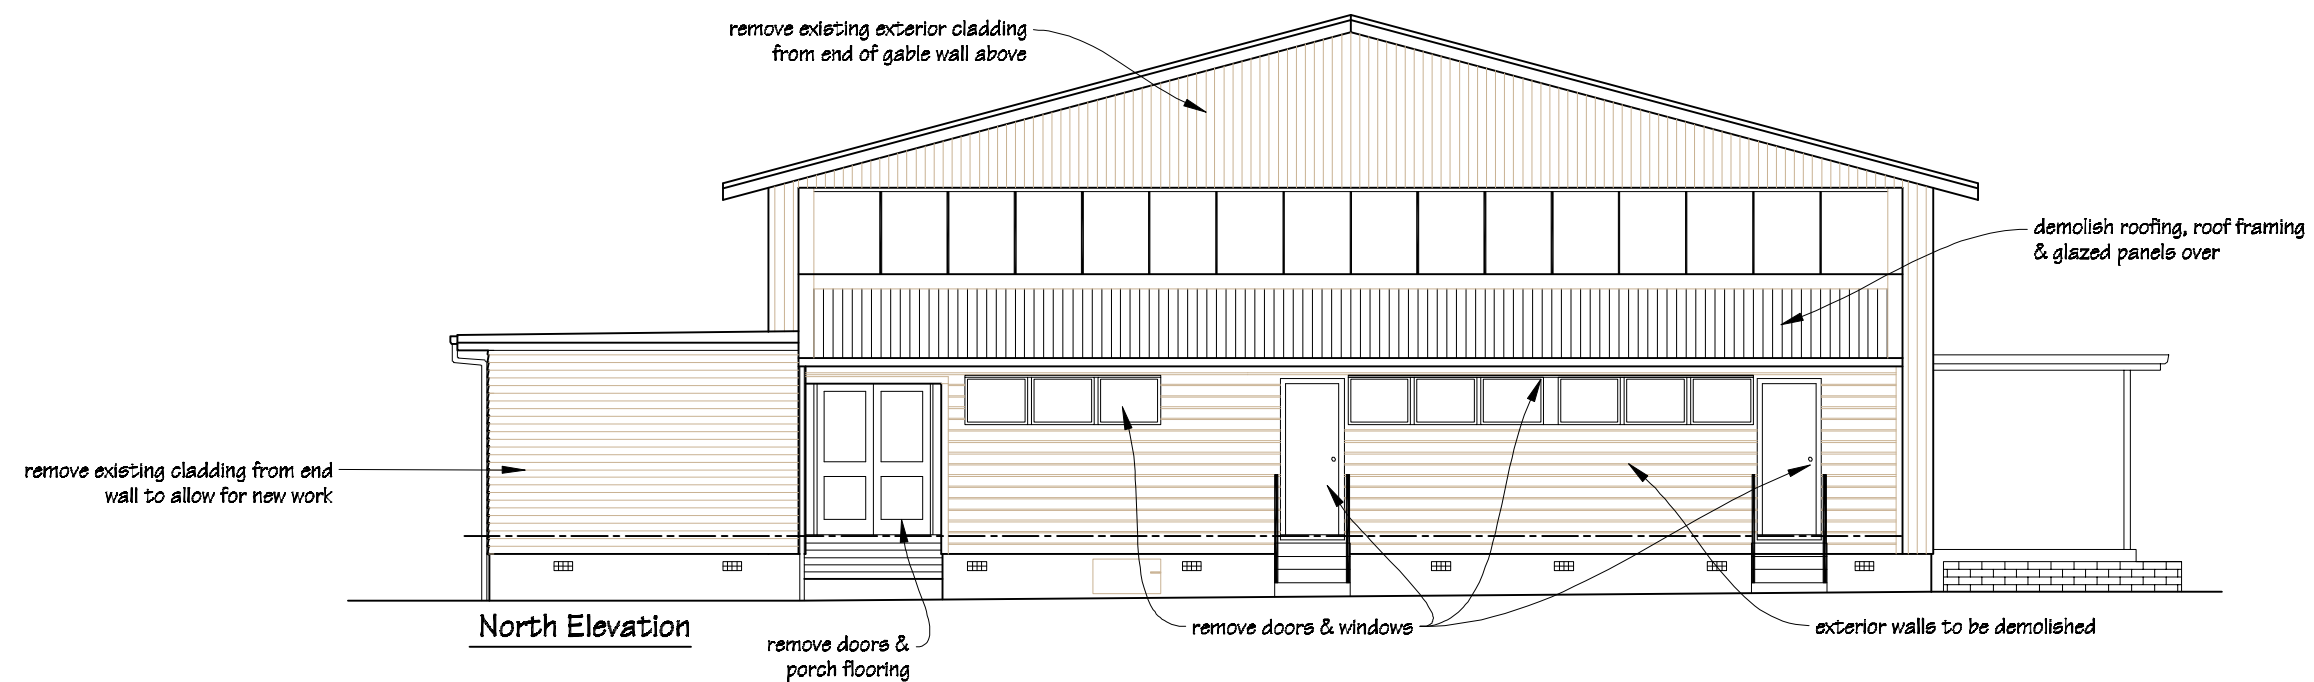 remove existing exterior cladding
from end of gable wall above
demolish roofing, roof framing
& glazed panels over
remove existing cladding from end
wall to allow for new work
North Elevation
remove doors &
porch flooring
remove doors & windows
exterior walls to be demolished